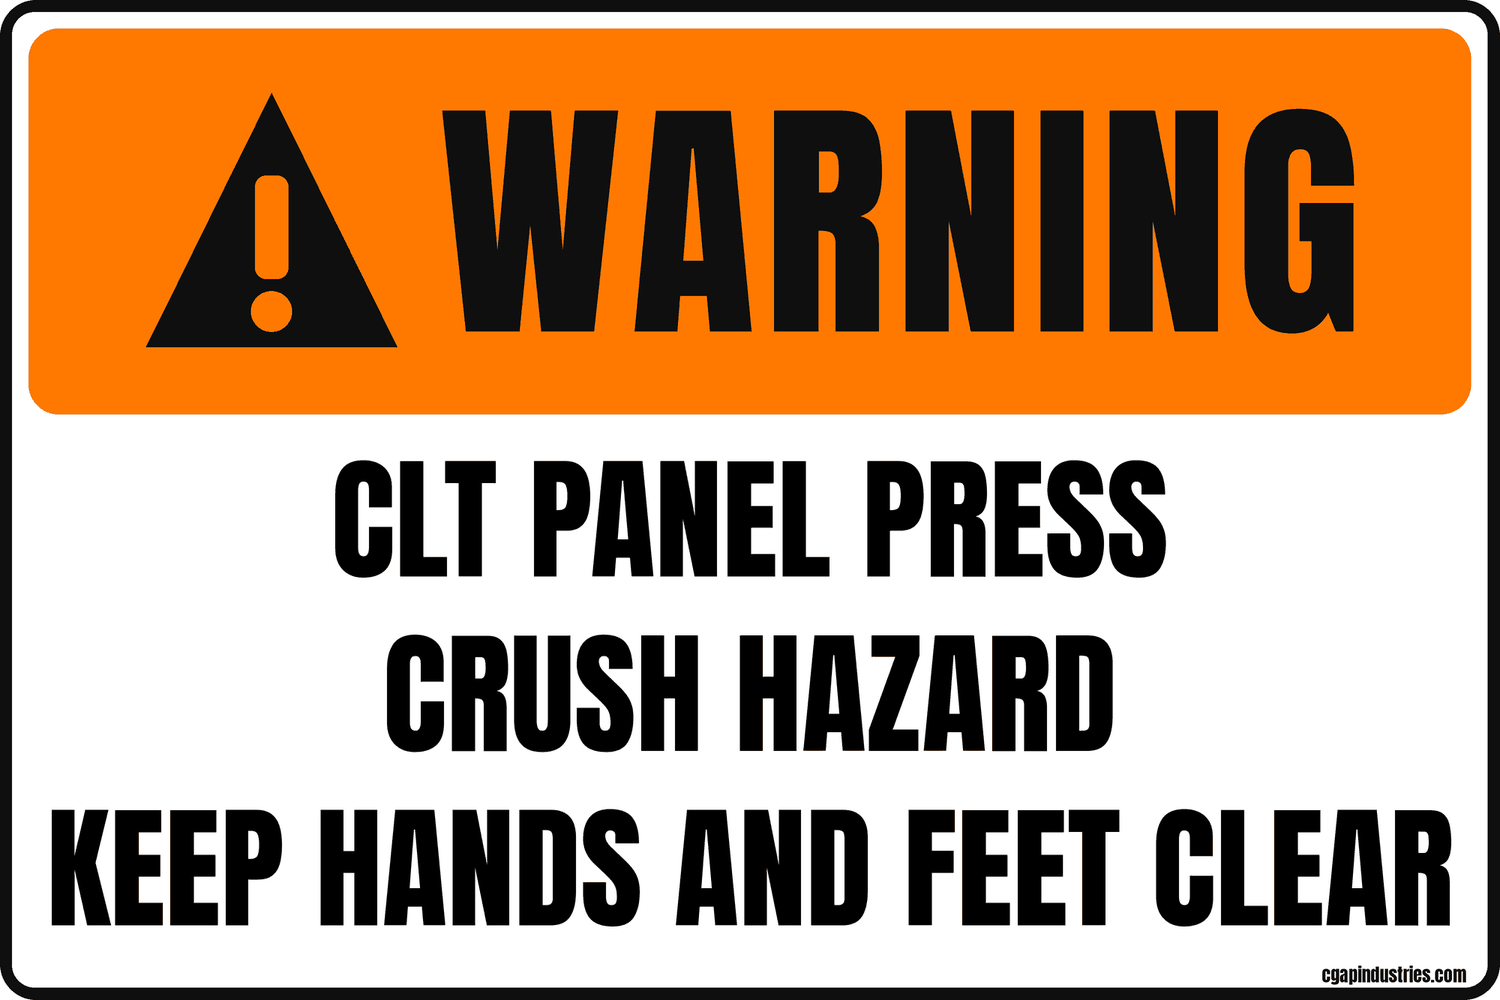 WARNING
CLT PANEL PRESS
CRUSH HAZARD
KEEP HANDS AND FEET CLEAR
cgapindustries.com